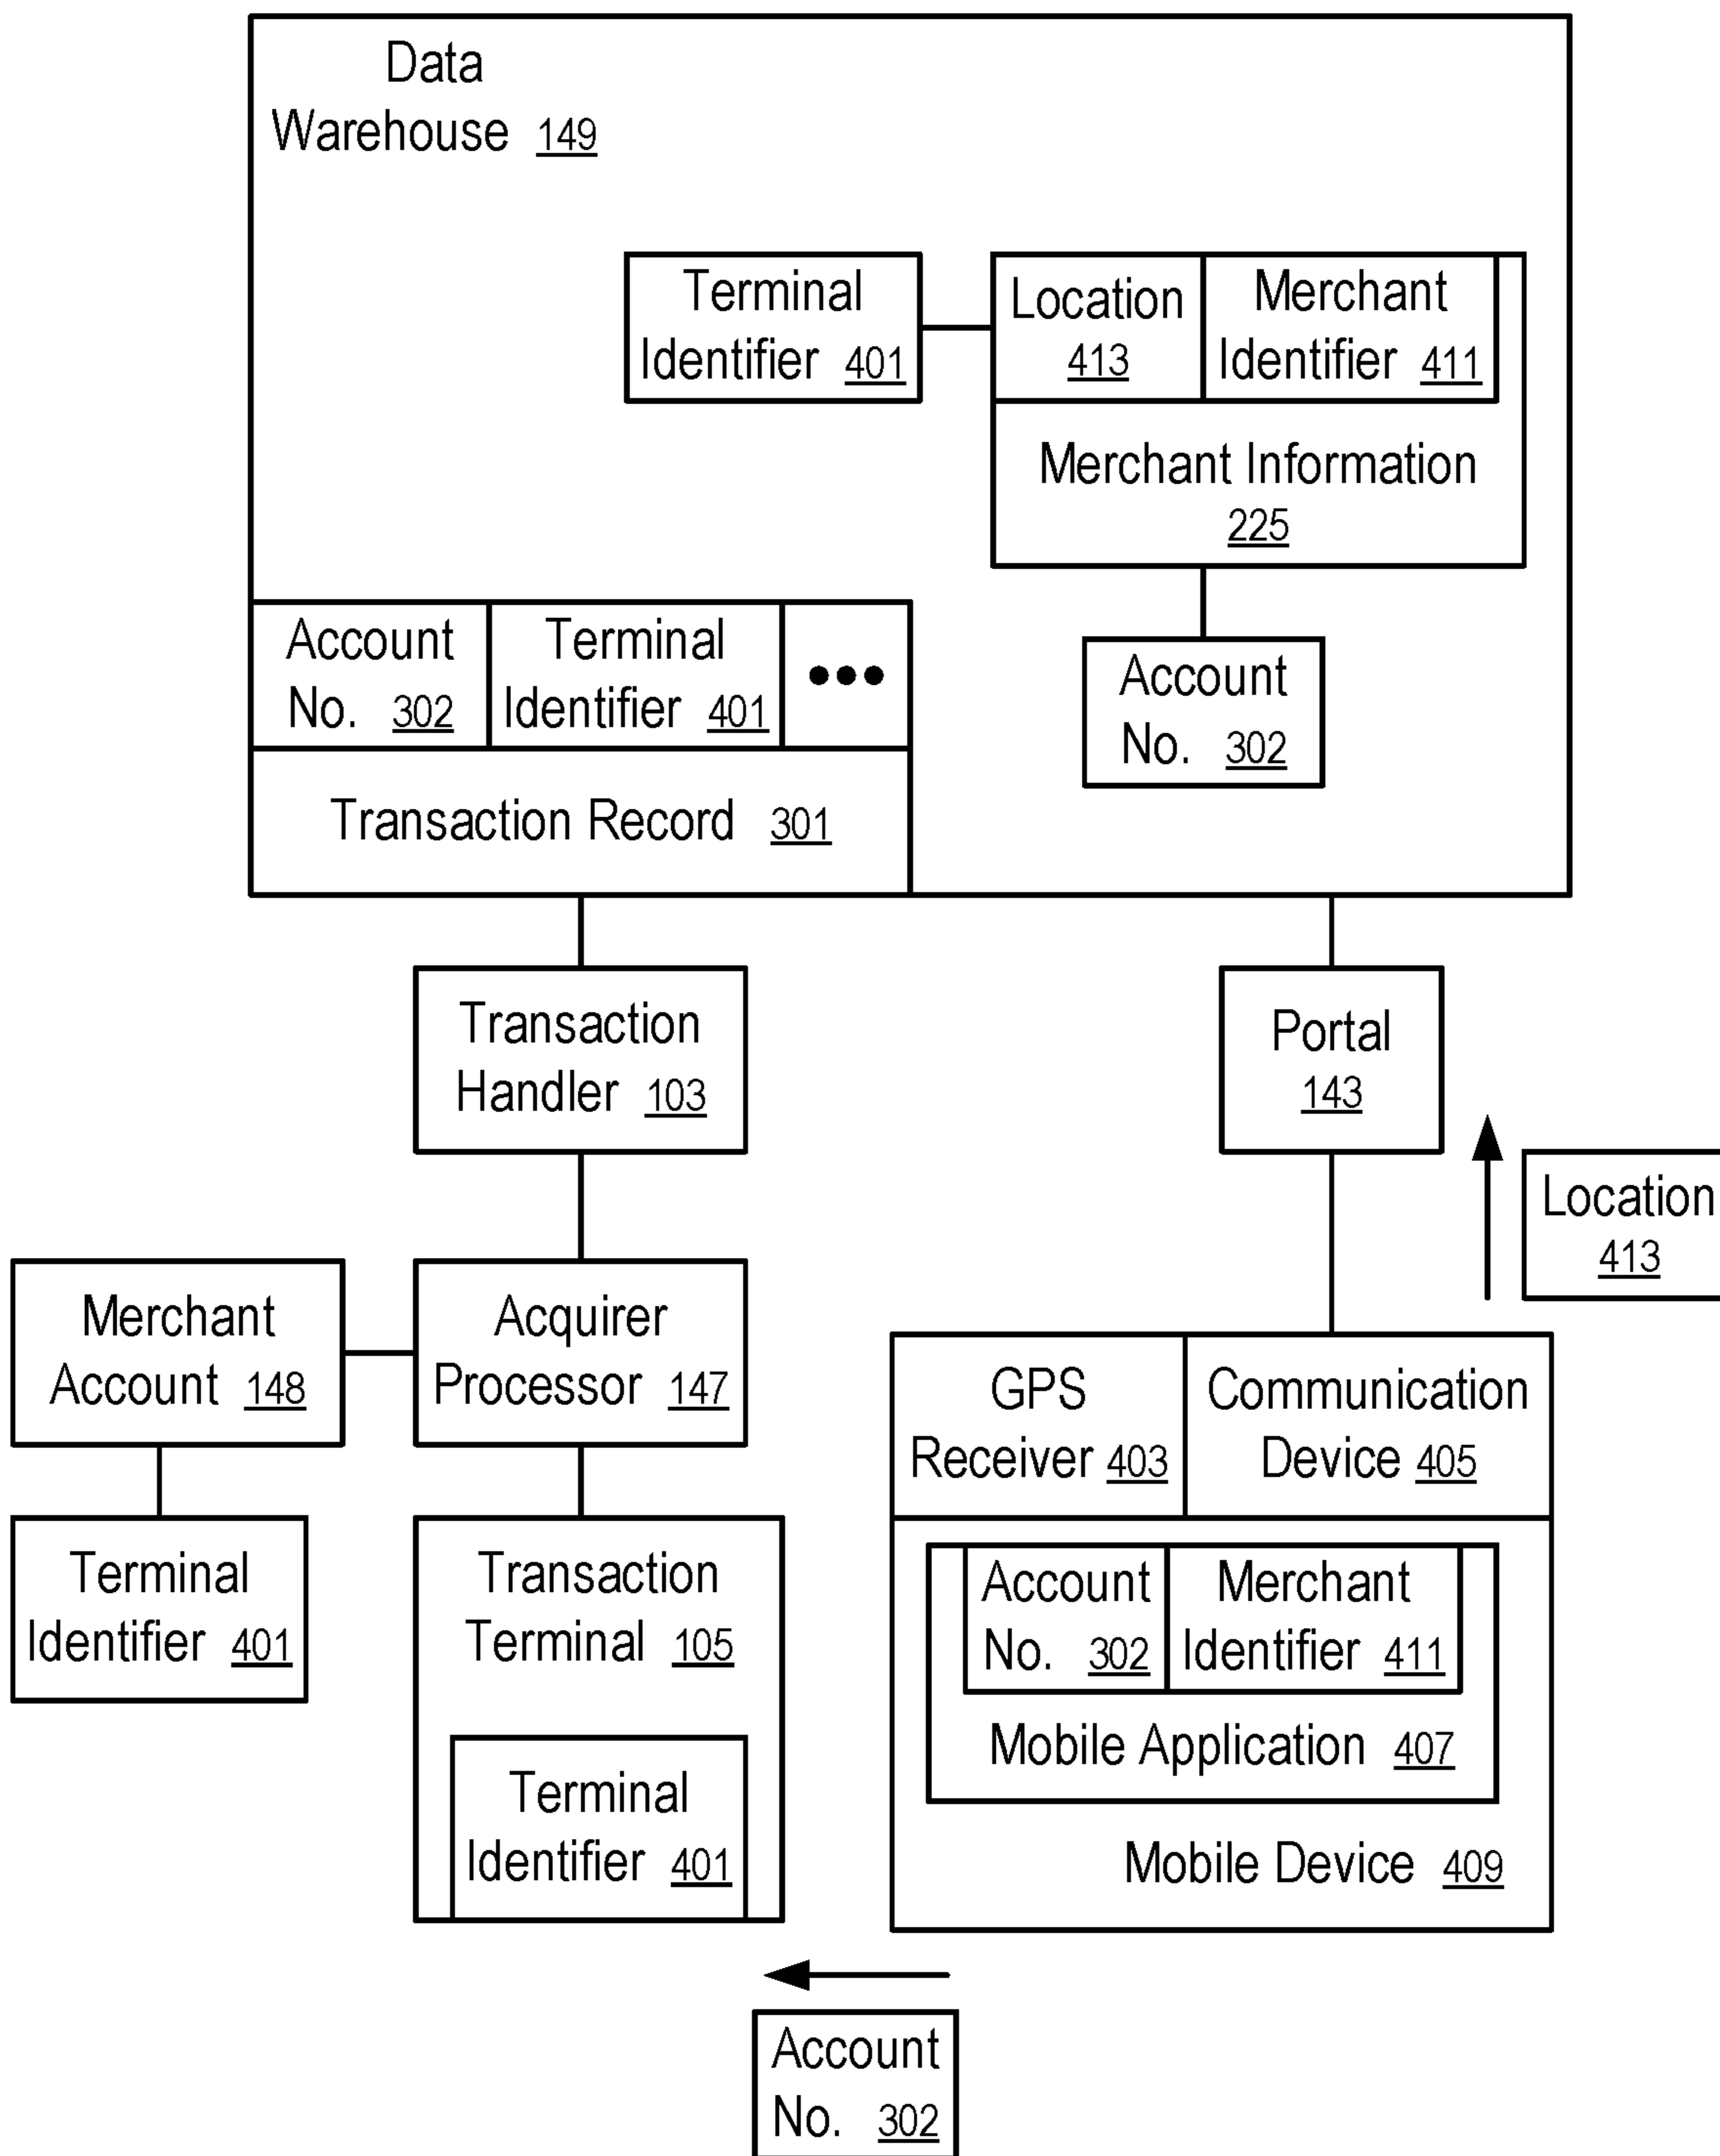 Data
Warehouse 149
Terminal
Identifier 401
Location
413
Merchant
Identifier 411
Merchant Information
225
Account
No. 302
Terminal
Identifier 401
•••
Account
No. 302
Transaction Record 301
Transaction
Handler 103
Portal
143
Location
413
Merchant
Account 148
Acquirer
Processor 147
GPS
Receiver 403
Communication
Device 405
Terminal
Identifier 401
Transaction
Terminal 105
Account
No. 302
Merchant
Identifier 411
Mobile Application 407
Terminal
Identifier 401
Mobile Device 409
Account
No. 302